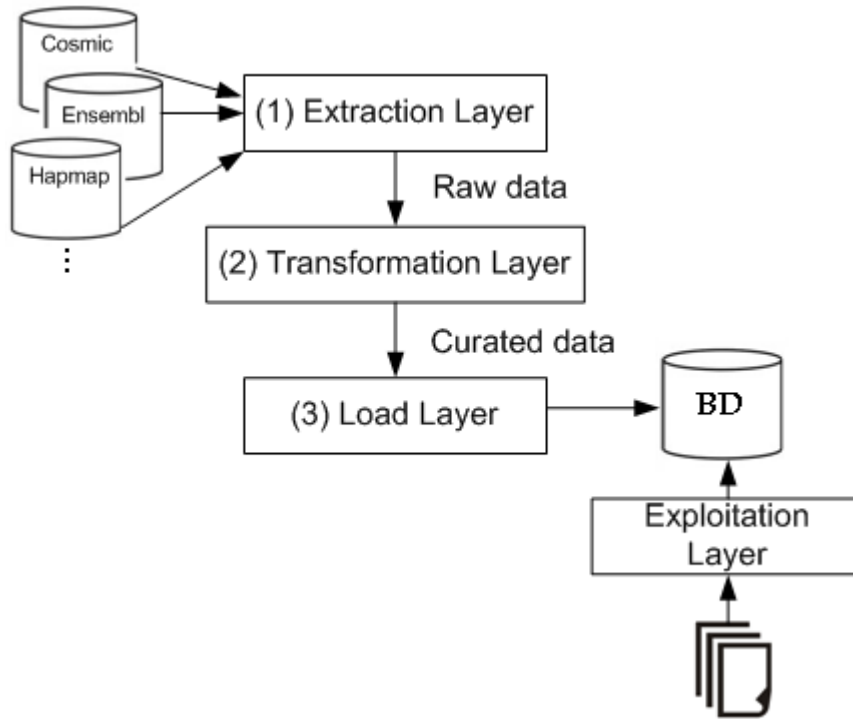 Cosmic
Ensembl
Hapmap
(1) Extraction Layer
Raw data
(2) Transformation Layer
Curated data
(3) Load Layer
BD
Exploitation
Layer